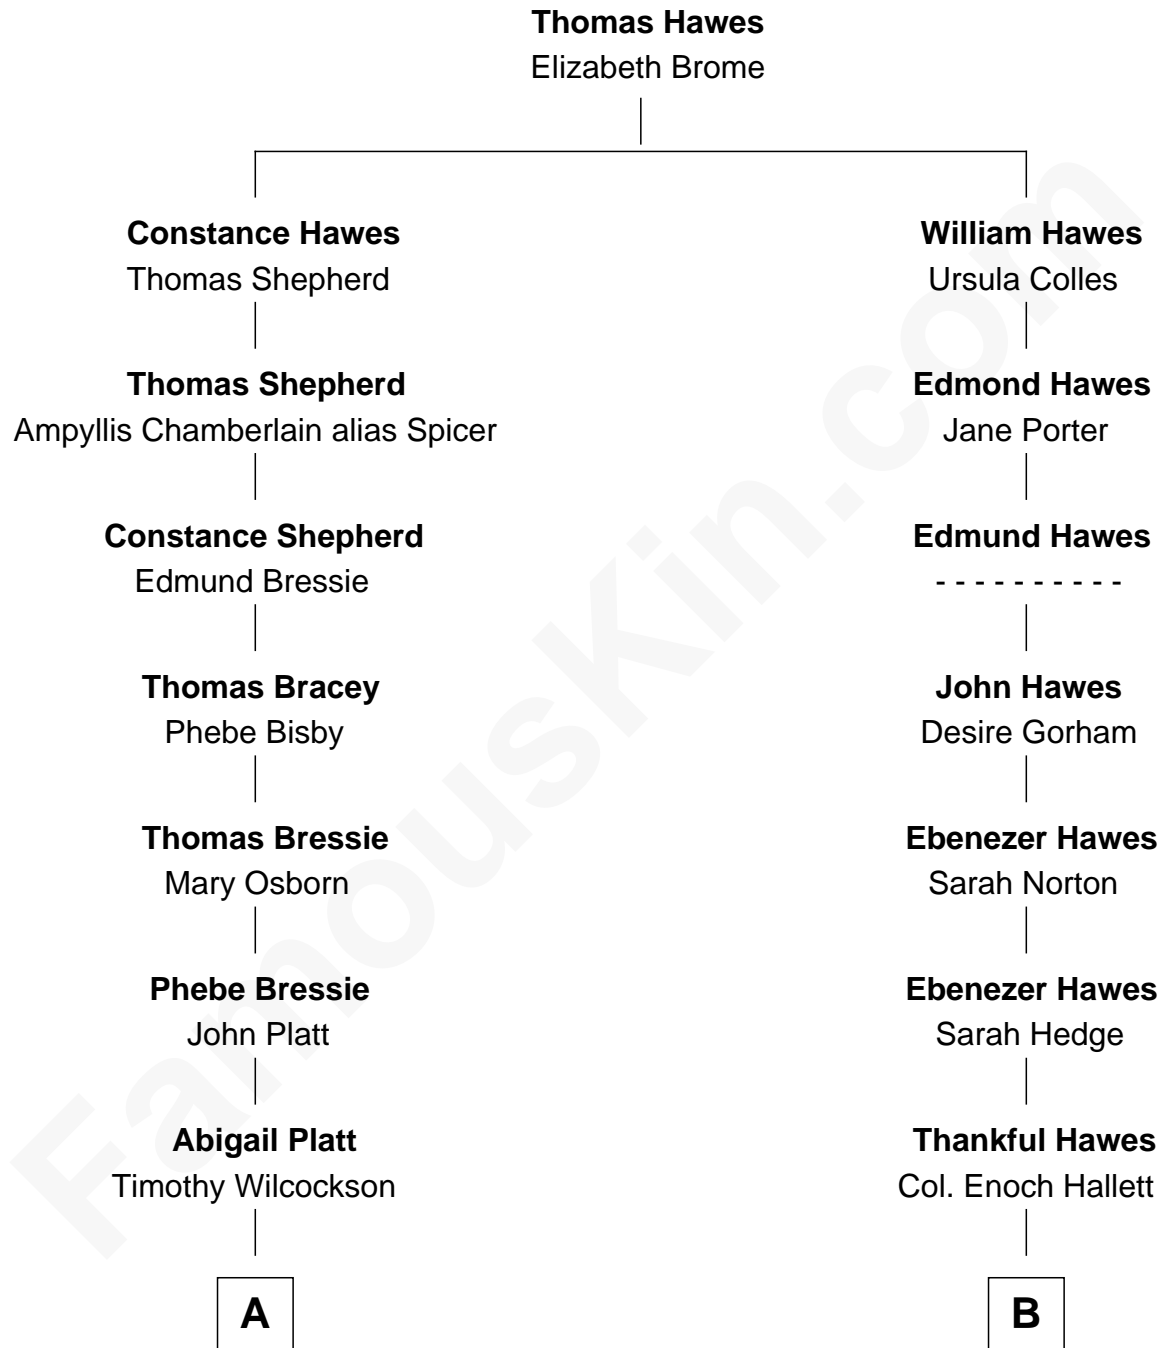 Thomas Hawes
Elizabeth Brome
Constance Hawes
Thomas Shepherd
William Hawes
Ursula Colles
Thomas Shepherd
Ampyllis Chamberlain alias Spicer
Edmond Hawes
Jane Porter
Constance Shepherd
Edmund Bressie
Edmund Hawes
- - - - - - - - - -
Thomas Bracey
Phebe Bisby
John Hawes
Desire Gorham
Thomas Bressie
Mary Osborn
Ebenezer Hawes
Sarah Norton
Phebe Bressie
John Platt
Ebenezer Hawes
Sarah Hedge
Abigail Platt
Timothy Wilcockson
Thankful Hawes
Col. Enoch Hallett
A
B
FamousKin.com